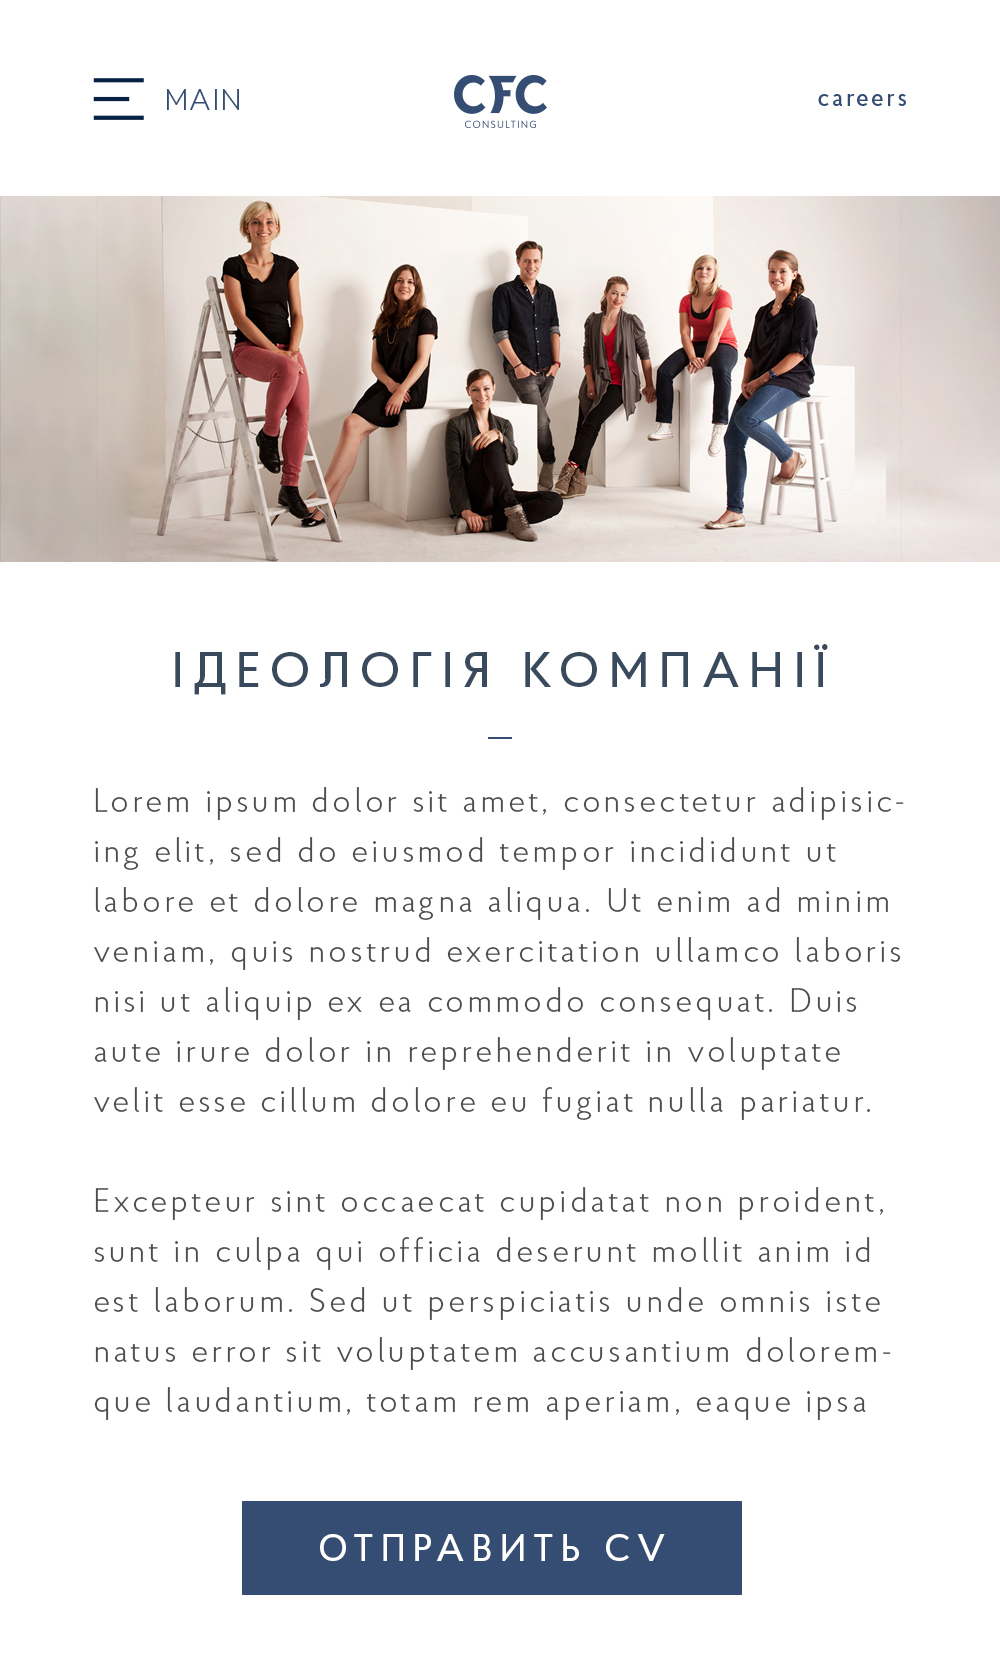 MAIN
CFC
CONSULTING
careers
ІДЕОЛОГІЯ КОМПАНІЇ
Lorem ipsum dolor sit amet, consectetur adipisic-
ing elit, sed do eiusmod tempor incididunt ut
labore et dolore magna aliqua. Ut enim ad minim
veniam, quis nostrud exercitation ullamco laboris
nisi ut aliquip ex ea commodo consequat. Duis
aute irure dolor in reprehenderit in voluptate
velit esse cillum dolore eu fugiat nulla pariatur.
Excepteur sint occaecat cupidatat non proident,
sunt in culpa qui officia deserunt mollit anim id
est laborum. Sed ut perspiciatis unde omnis iste
natus error sit voluptatem accusantium dolorem-
que laudantium, totam rem aperiam, eaque ipsa
ОТПРАВИТЬ CV